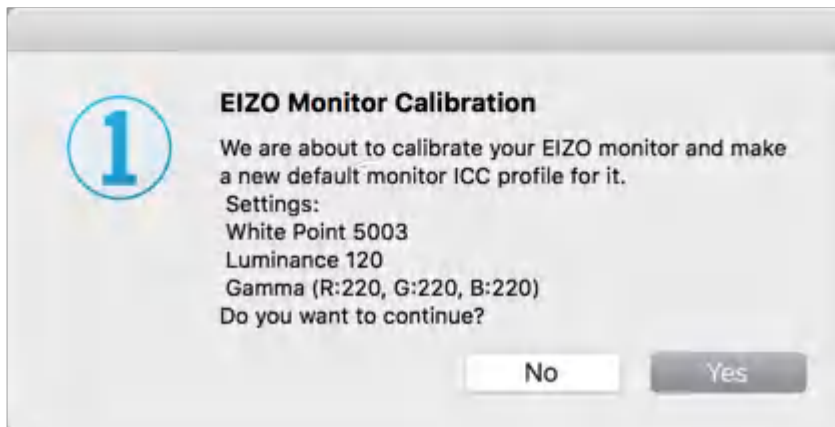 1
EIZO Monitor Calibration
We are about to calibrate your EIZO monitor and make
a new default monitor ICC profile for it.
Settings:
White Point 5003
Luminance 120
Gamma (R:220, G:220, B:220)
Do you want to continue?
No
Yes